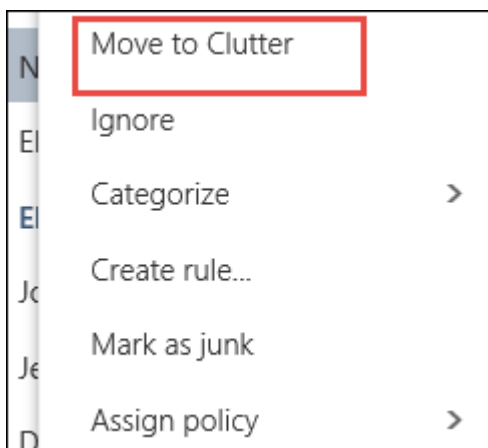 Move to Clutter
Ignore
Categorize
Create rule...
Mark as junk
Assign policy